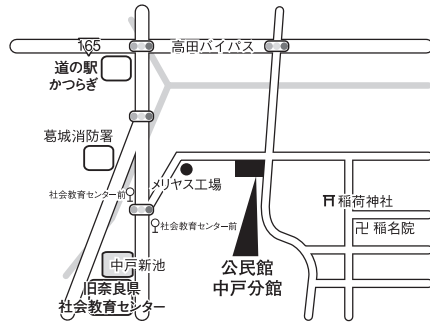 165
高田バイパス
道の駅
かつらぎ
葛城消防署
メリヤス工場
社会教育センター前
稲荷神社
社会教育センター前
稲名院
中戸新池
公民館
中戸分館
旧奈良県
社会教育センター